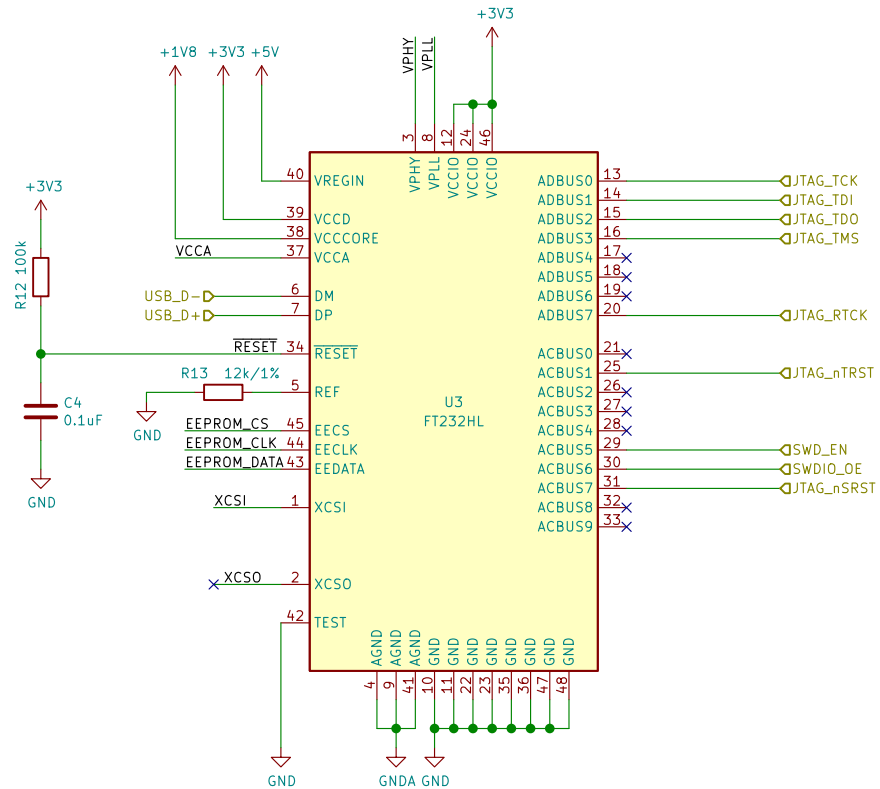 +3V3
+1V8 +3V3 +5V
VPHY
VPLL
3
8
12
24
46
VPHY
VPLL
VCCIO
VCCIO
VCCIO
40 VREGIN
39 VCCD
38 VCCCORE
VCCA 37 VCCA
USB_D- 6 DM
USB_D+ 7 DP
RESET 34 RESET
R13 12k/1% 5 REF
GND
EEPROM_CS 45 EECS
EEPROM_CLK 44 EECLK
EEPROM_DATA 43 EEDATA
XCSI 1 XCSI
XCSO 2 XCSO
42 TEST
+3V3
R12 100k
C4
0.1uF
GND
U3
FT232HL
ADBUS0 13 JTAG_TCK
ADBUS1 14 JTAG_TDI
ADBUS2 15 JTAG_TDO
ADBUS3 16 JTAG_TMS
ADBUS4 17
ADBUS5 18
ADBUS6 19
ADBUS7 20 JTAG_RTCK
ACBUS0 21
ACBUS1 25 JTAG_nTRST
ACBUS2 26
ACBUS3 27
ACBUS4 28
ACBUS5 29 SWD_EN
ACBUS6 30 SWDIO_OE
ACBUS7 31 JTAG_nSRST
ACBUS8 32
ACBUS9 33
AGND
AGND
AGND
GND
GND
GND
GND
GND
GND
GND
GND
4
9
41
10
11
22
23
35
36
47
48
GND
GNDA
GND